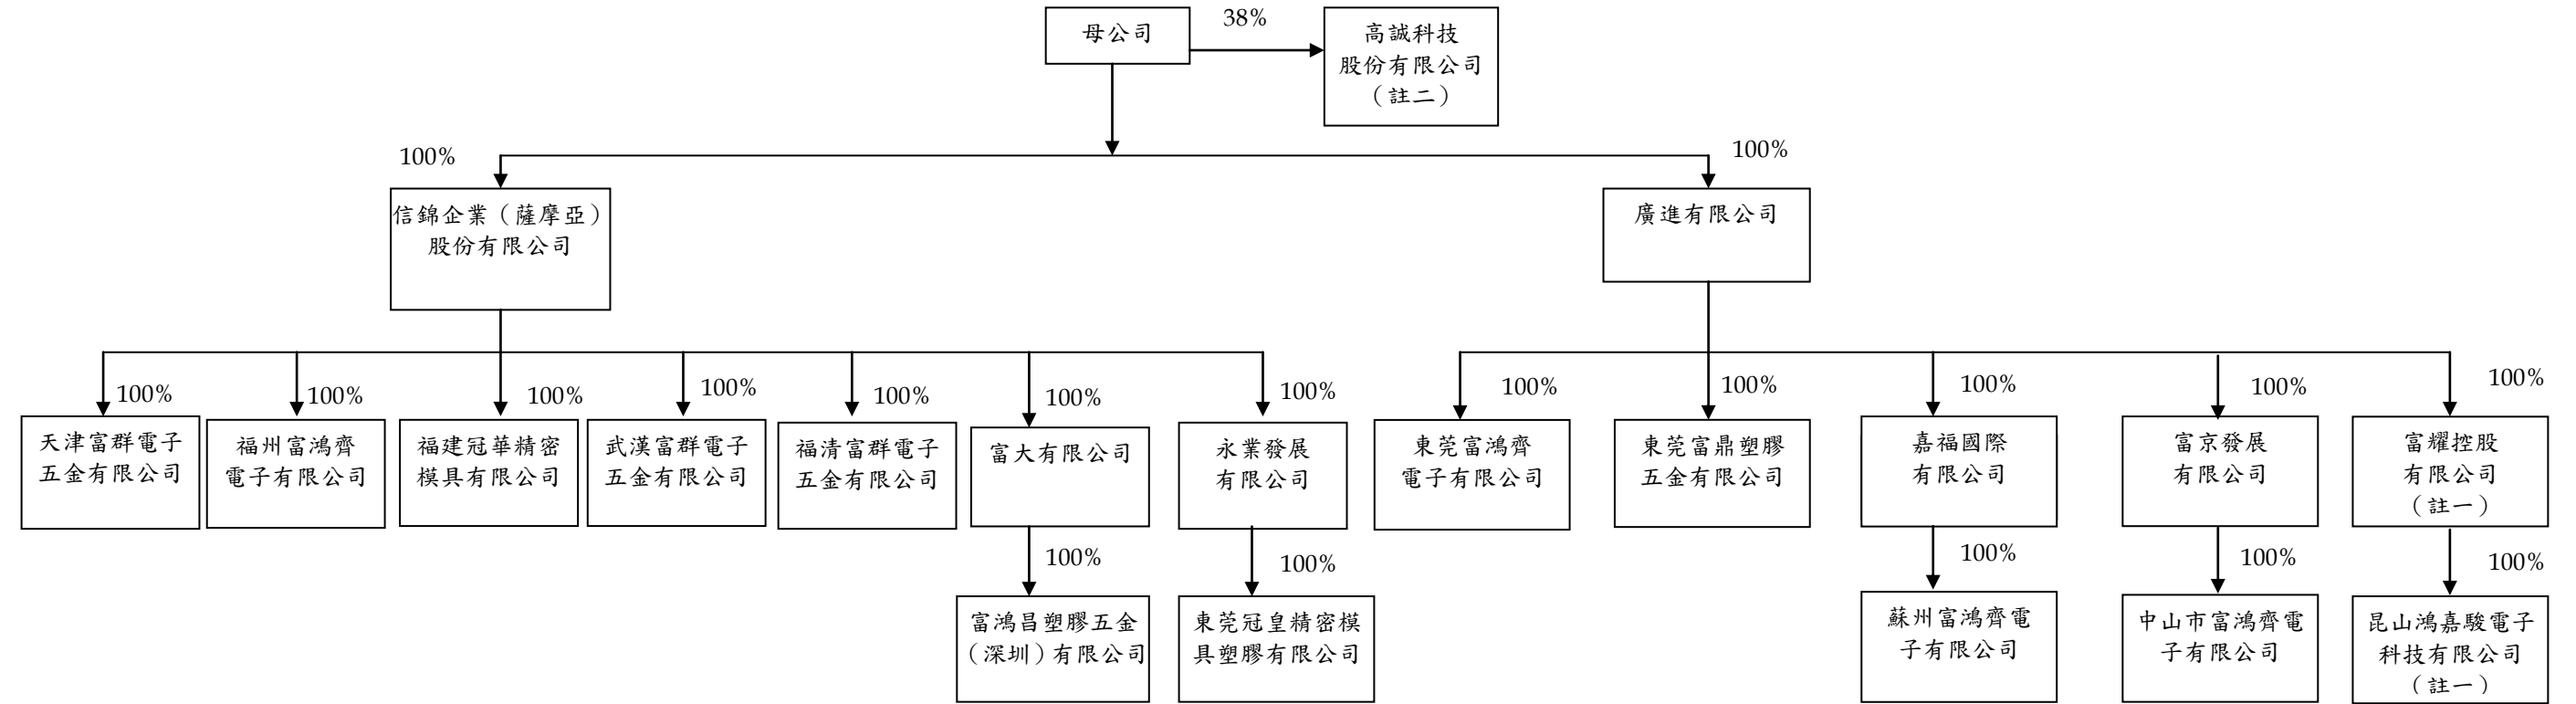 母公司
38%
高誠科技
股份有限公司
（註二）
100%
100%
信錦企業（薩摩亞）
股份有限公司
廣進有限公司
100%
100%
100%
100%
100%
100%
100%
100%
100%
100%
100%
100%
天津富群電子
五金有限公司
福州富鴻齊
電子有限公司
福建冠華精密
模具有限公司
武漢富群電子
五金有限公司
福清富群電子
五金有限公司
富大有限公司
永業發展
有限公司
東莞富鴻齊
電子有限公司
東莞富鼎塑膠
五金有限公司
嘉福國際
有限公司
富京發展
有限公司
富耀控股
有限公司
（註一）
100%
100%
100%
100%
100%
富鴻昌塑膠五金
（深圳）有限公司
東莞冠皇精密模
具塑膠有限公司
蘇州富鴻齊電
子有限公司
中山市富鴻齊電
子有限公司
昆山鴻嘉駿電子
科技有限公司
（註一）